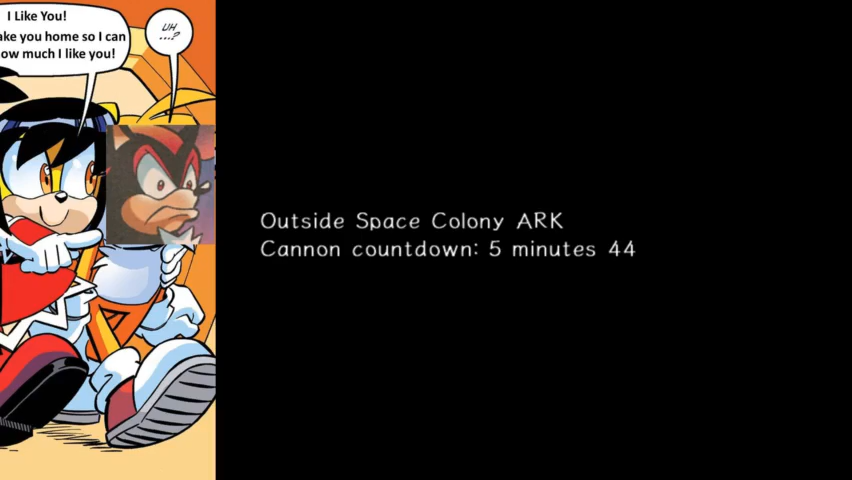 I Like You!
ake you home so I can
ow much I like you!
UH
...?
Outside Space Colony ARK
Cannon countdown: 5 minutes 44